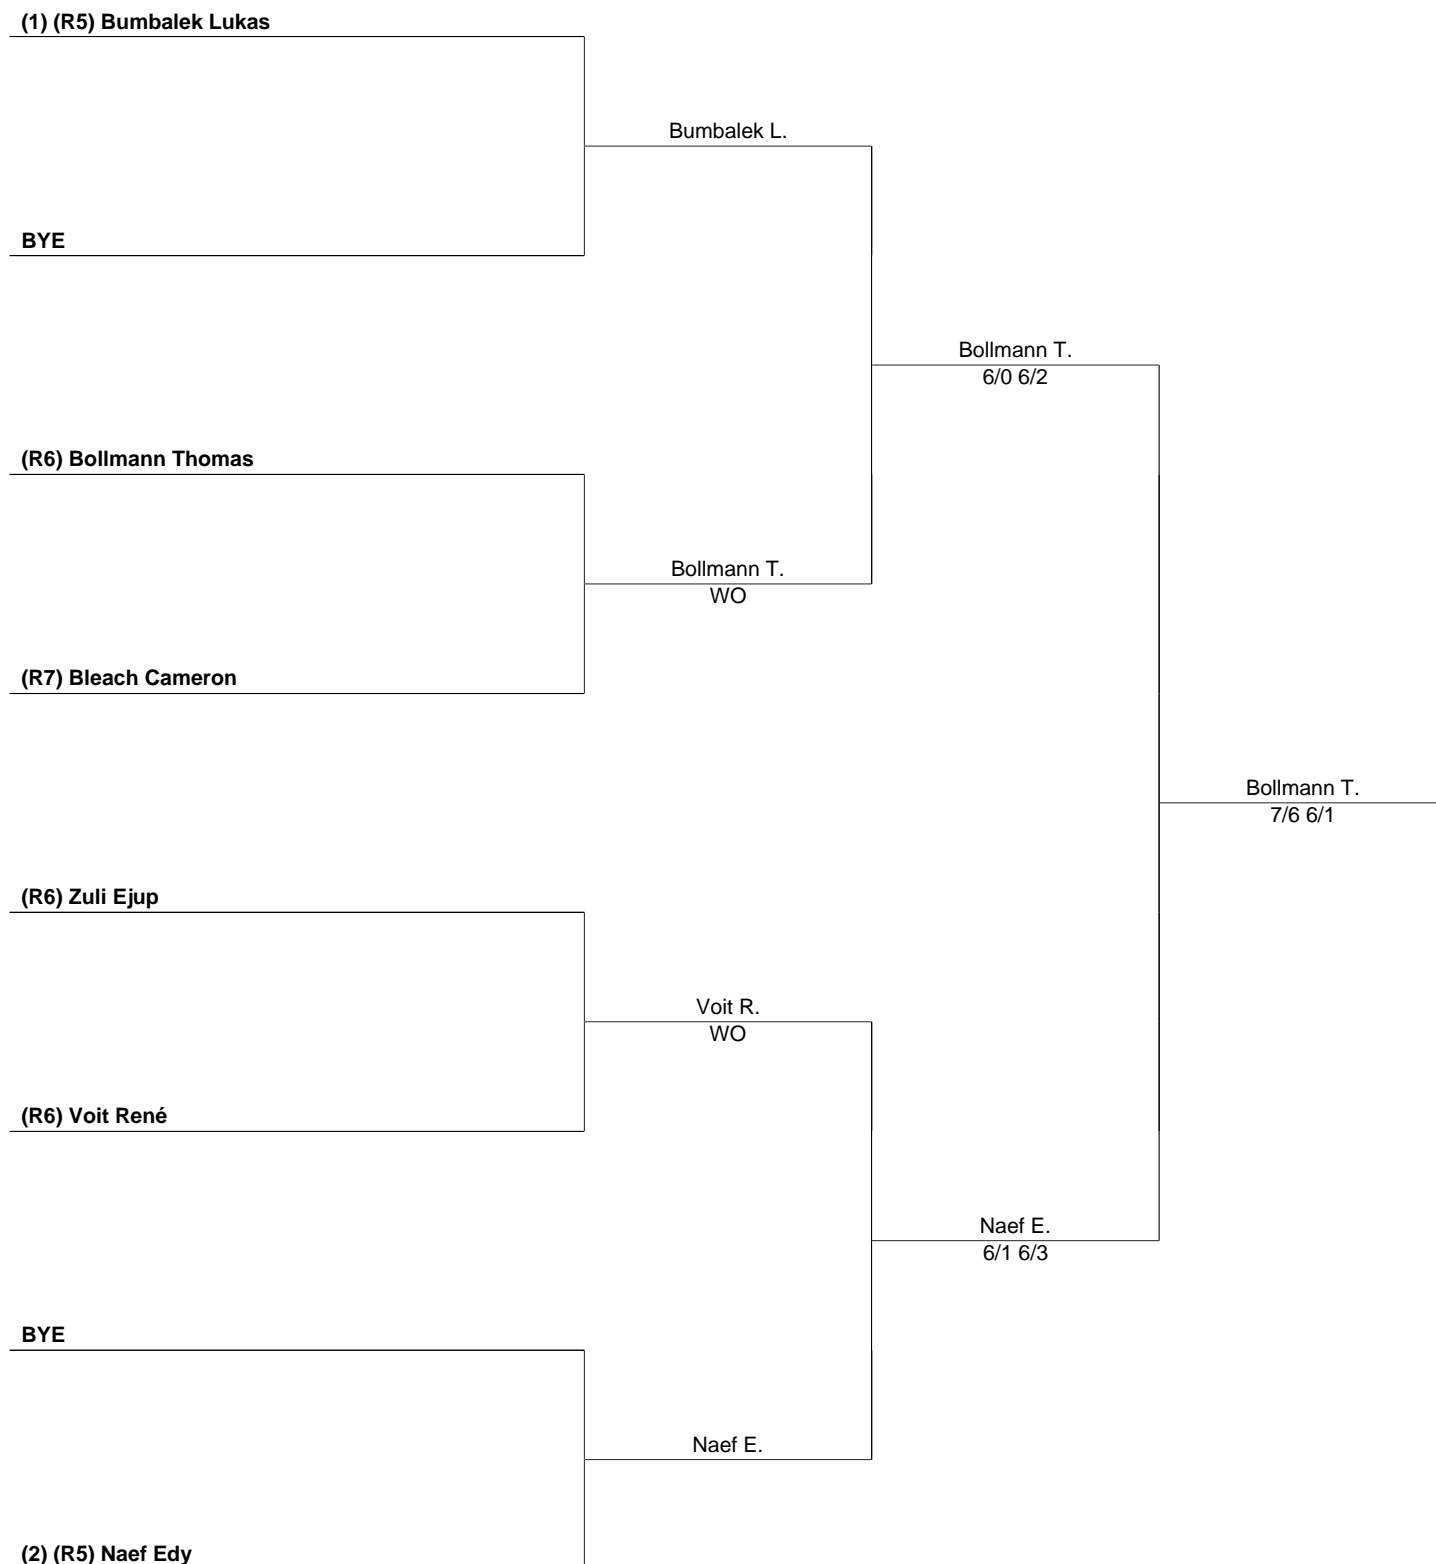 (1) (R5) Bumbalek Lukas
Bumbalek L.
BYE
Bollmann T.
6/0 6/2
(R6) Bollmann Thomas
Bollmann T.
WO
(R7) Bleach Cameron
Bollmann T.
7/6 6/1
(R6) Zuli Ejup
Voit R.
WO
(R6) Voit René
Naef E.
6/1 6/3
BYE
Naef E.
(2) (R5) Naef Edy